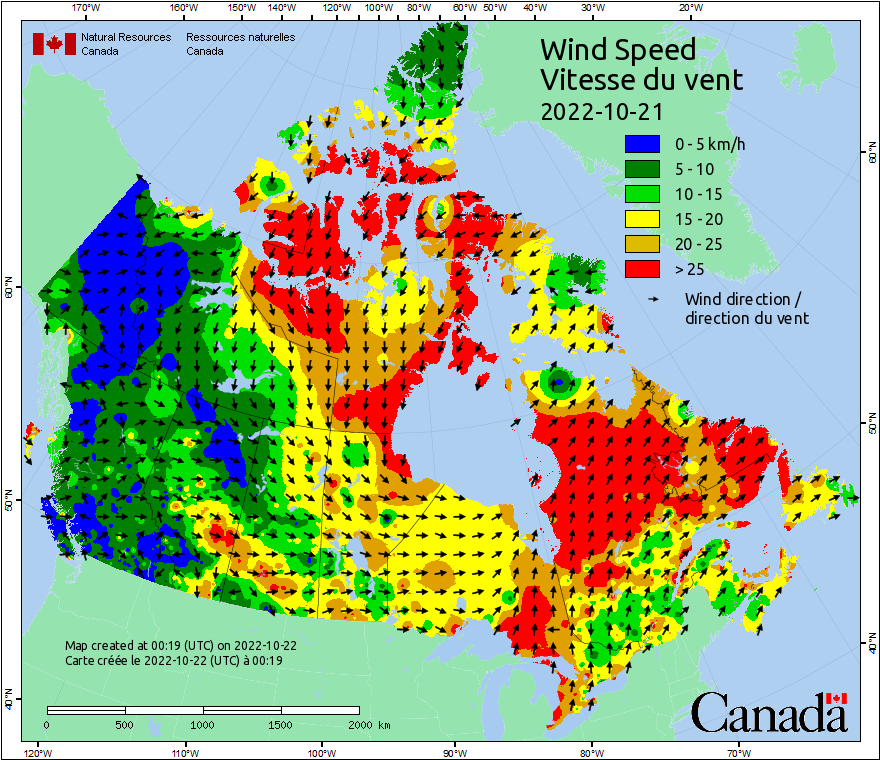 170°W 160°W 150°W 140°W 130°W 120°W 110°W 100°W 90°W 80°W 70°W 60°W 50°W 40°W 30°W 20°W
Natural Resources Ressources naturelles
Canada Canada
Wind Speed
Vitesse du vent
2022-10-21
0 - 5 km/h
5 - 10
10 - 15
15 - 20
20 - 25
> 25
Wind direction /
direction du vent
60°N
60°N
50°N
50°N
40°N
40°N
Map created at 00:19 (UTC) on 2022-10-22
Carte créée le 2022-10-22 (UTC) à 00:19
0 500 1000 1500 2000 km
Canada
120°W 110°W 100°W 90°W 80°W 70°W